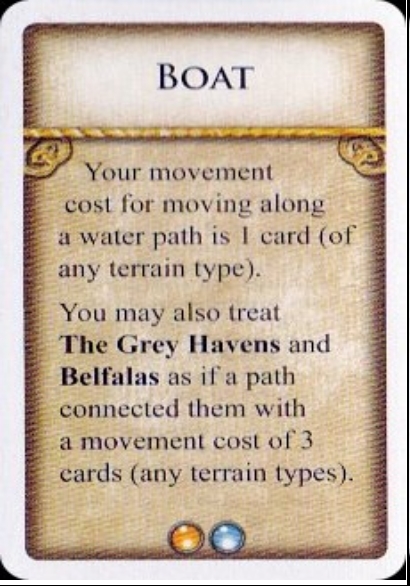 BOAT
Your movement
cost for moving along
a water path is 1 card (of
any terrain type).
You may also treat
The Grey Havens and
Belfalas as if a path
connected them with
a movement cost of 3
cards (any terrain types).